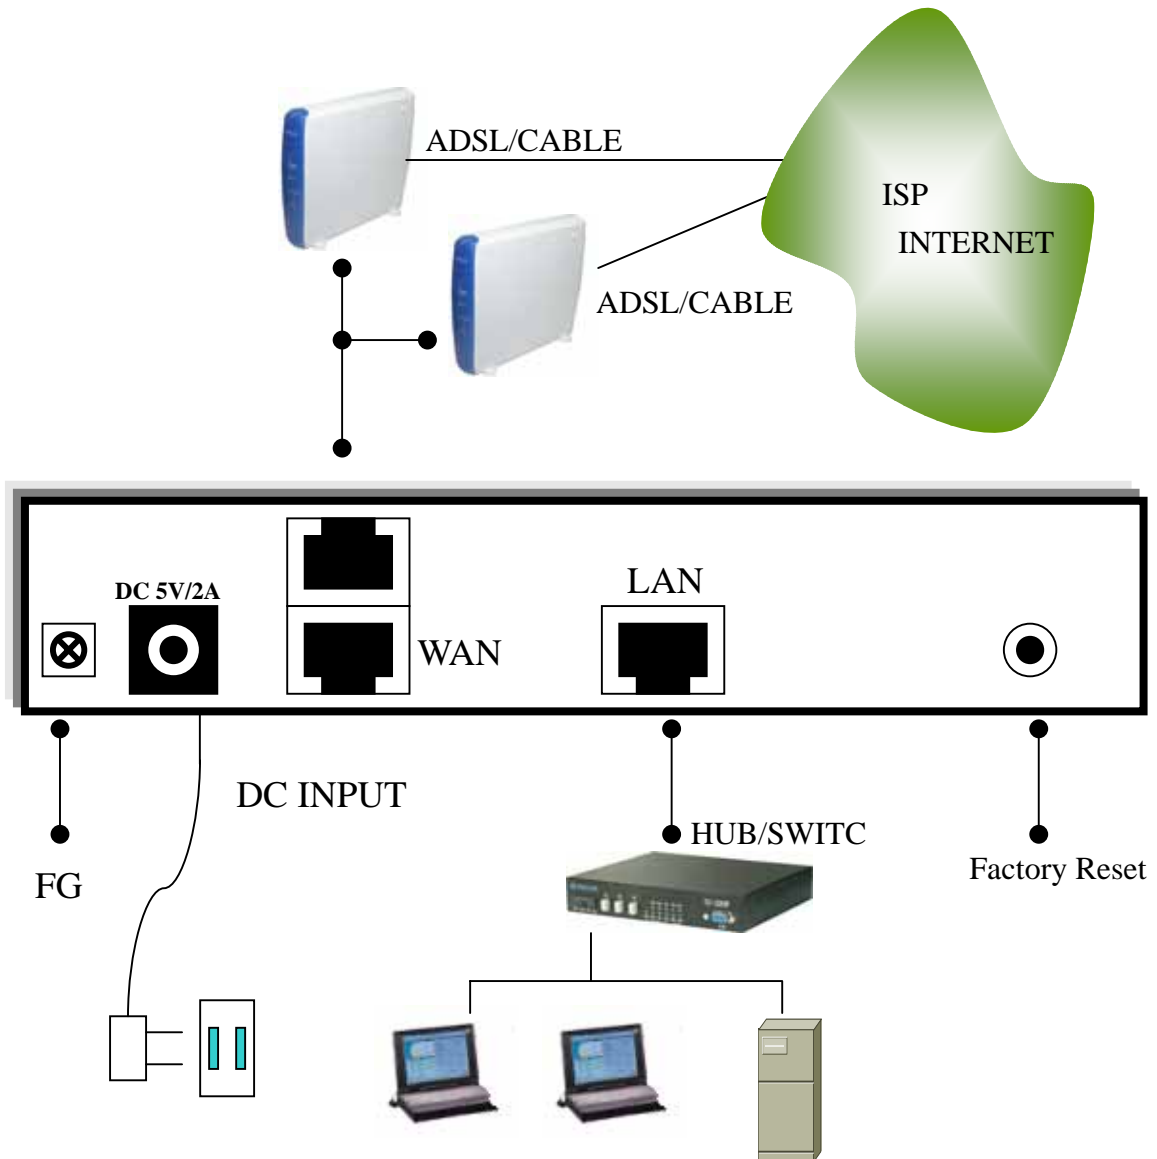 ADSL/CABLE
ISP
INTERNET
ADSL/CABLE
DC 5V/2A
LAN
WAN
DC INPUT
HUB/SWITC
FG
Factory Reset